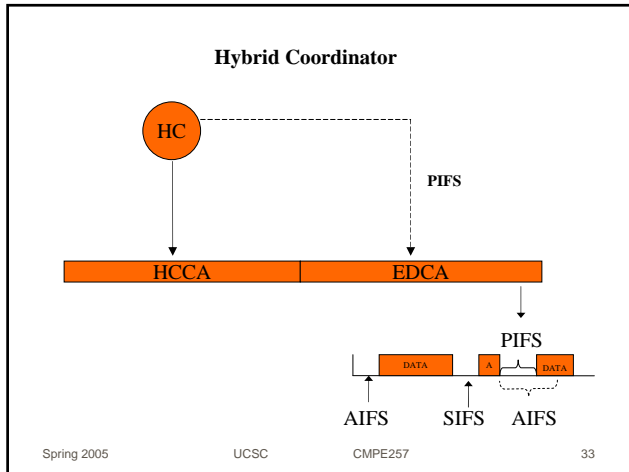 Hybrid Coordinator
HC
PIFS
HCCA EDCA
PIFS
DATA A DATA
AIFS SIFS AIFS
Spring 2005 UCSC CMPE257 33